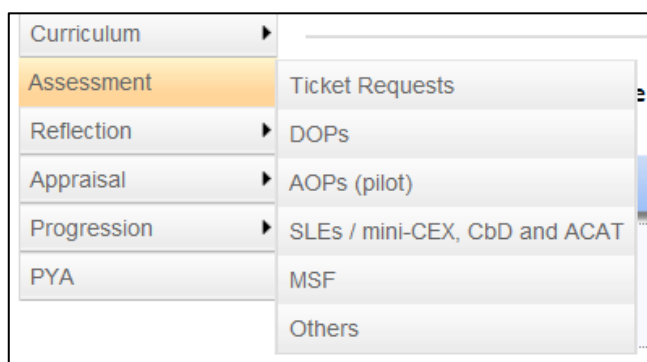 Curriculum
Assessment
Reflection
Appraisal
Progression
PYA
Ticket Requests
DOPs
AOPs (pilot)
SLEs / mini-CEX, CbD and ACAT
MSF
Others